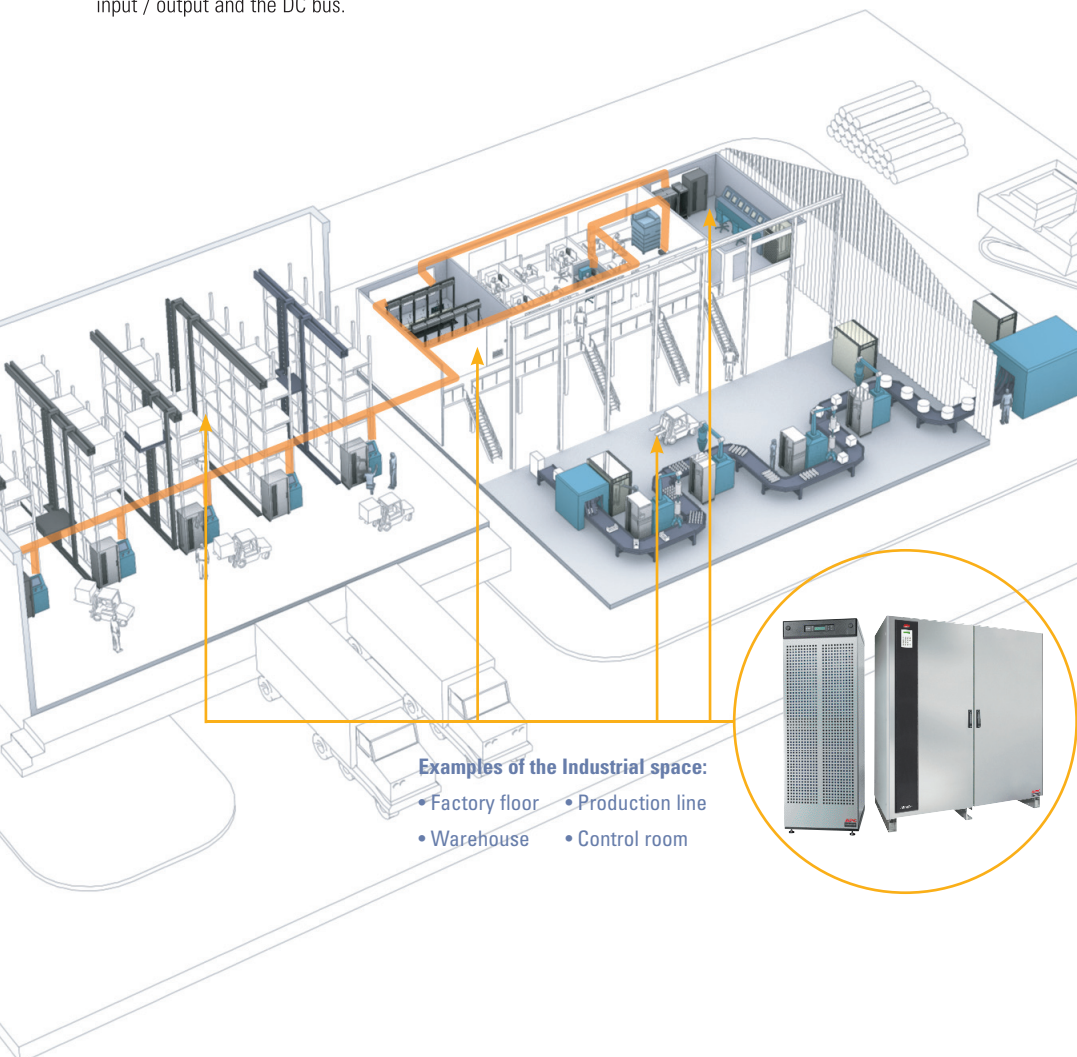 input / output and the DC bus.
Examples of the Industrial space:
• Factory floor • Production line
• Warehouse • Control room